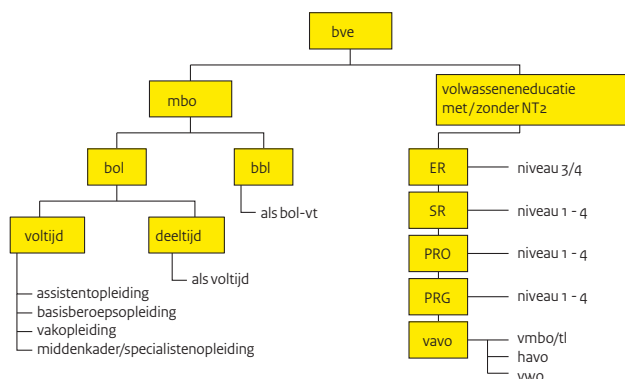 bve
mbo
volwasseneneducatie
met/zonder NT2
bol
bbl
als bol-vt
voltijd
deeltijd
als voltijd
assistentopleiding
basisberoepsopleiding
vakopleiding
middenkader/specialistenopleiding
ER
niveau 3/4
SR
niveau 1 - 4
PRO
niveau 1 - 4
PRG
niveau 1 - 4
vavo
vmbo/tl
havo
vwo